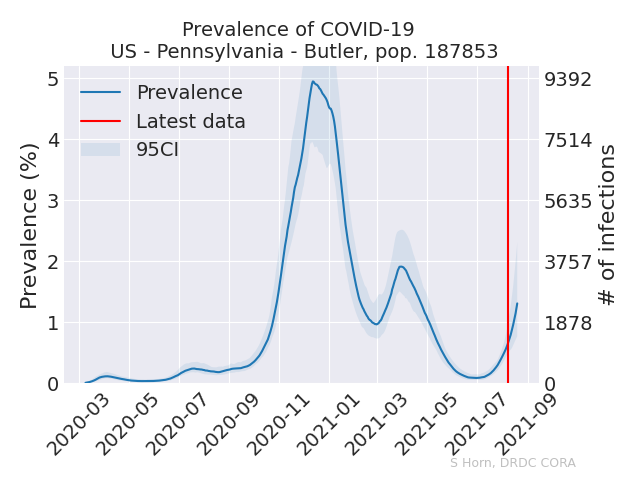 Prevalence of COVID-19
US - Pennsylvania - Butler, pop. 187853
Prevalence
Latest data
95CI
Prevalence (%)
5
4
3
2
1
0
9392
7514
5635
3757
1878
0
# of infections
2020-03
2020-05
2020-07
2020-09
2020-11
2021-01
2021-03
2021-05
2021-07
2021-09
S Horn, DRDC CORA